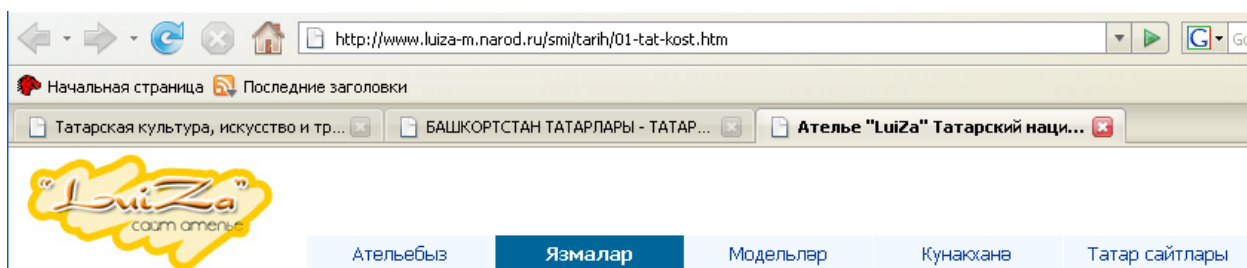 http://www.luiza-m.narod.ru/smi/tarih/01-tat-kost.htm G Go
Начальная страница Последние заголовки
Татарская культура, искусство и тр... БАШКОРТСТАН ТАТАРЛАРЫ - ТАТАР... Ателье "LuiZa" Татарский наци...
"LuiZa"
сайт ателье
Ательебыз Язмалар Модельләр Кунакханә Татар сайтлары